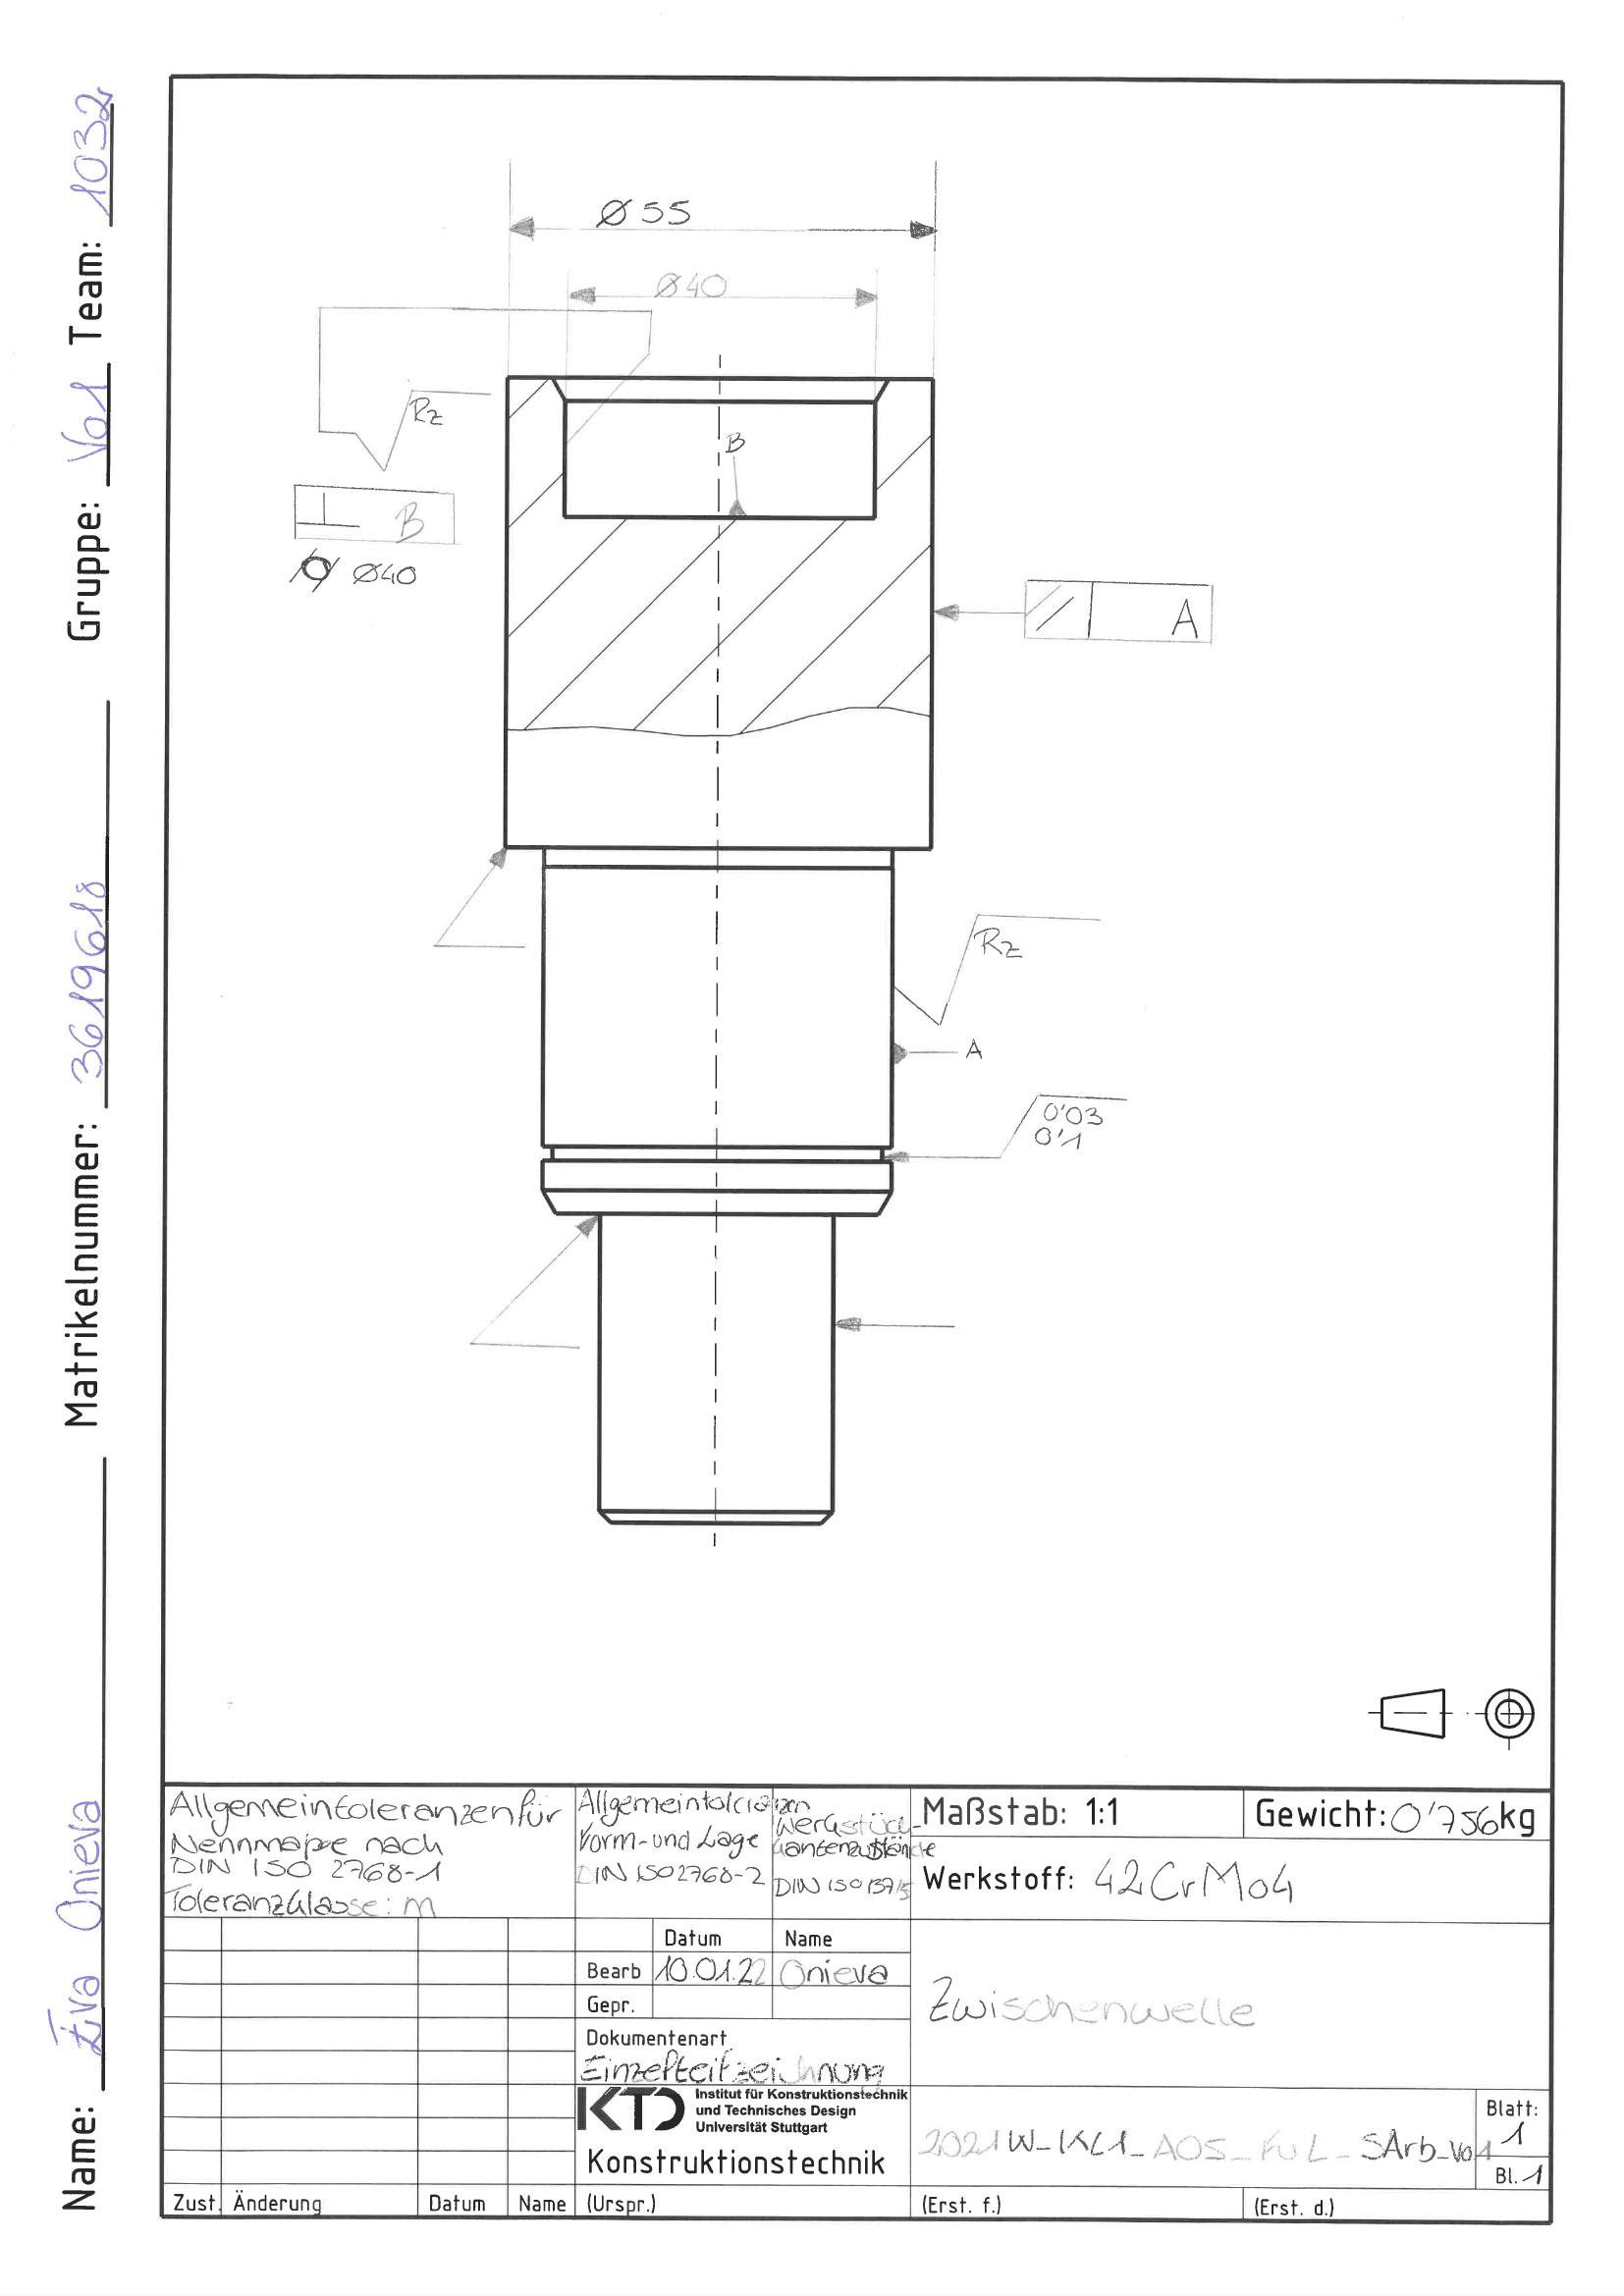 Name: Eva Onieva Matrikelnummer: 3619618 Gruppe: V01 Team: 1032
Ø55
Ø40
Rz
B
B
Ø40
A
Rz
A
0'03
0'1
Allgemeintoleranzen für
Nennmaße nach
DIN ISO 2768-1
Toleranzklasse: m
Allgemeintoleranzen
Form- und Lage
DIN ISO 2768-2
Werkstück-
kantenzustände
DIN ISO 13715
Maßstab: 1:1
Gewicht: 0'756kg
Werkstoff: 42CrMo4
Datum Name
Bearb 10.01.22 Onieva
Gepr.
Dokumentenart
Einzelteilzeichnung
Zwischenwelle
KTD
Institut für Konstruktionstechnik
und Technisches Design
Universität Stuttgart
Konstruktionstechnik
2021W_KL1_AOS_FUL_SArb_V01
Blatt:
1
Bl. 1
Zust. Änderung Datum Name (Urspr.) (Erst. f.) (Erst. d.)